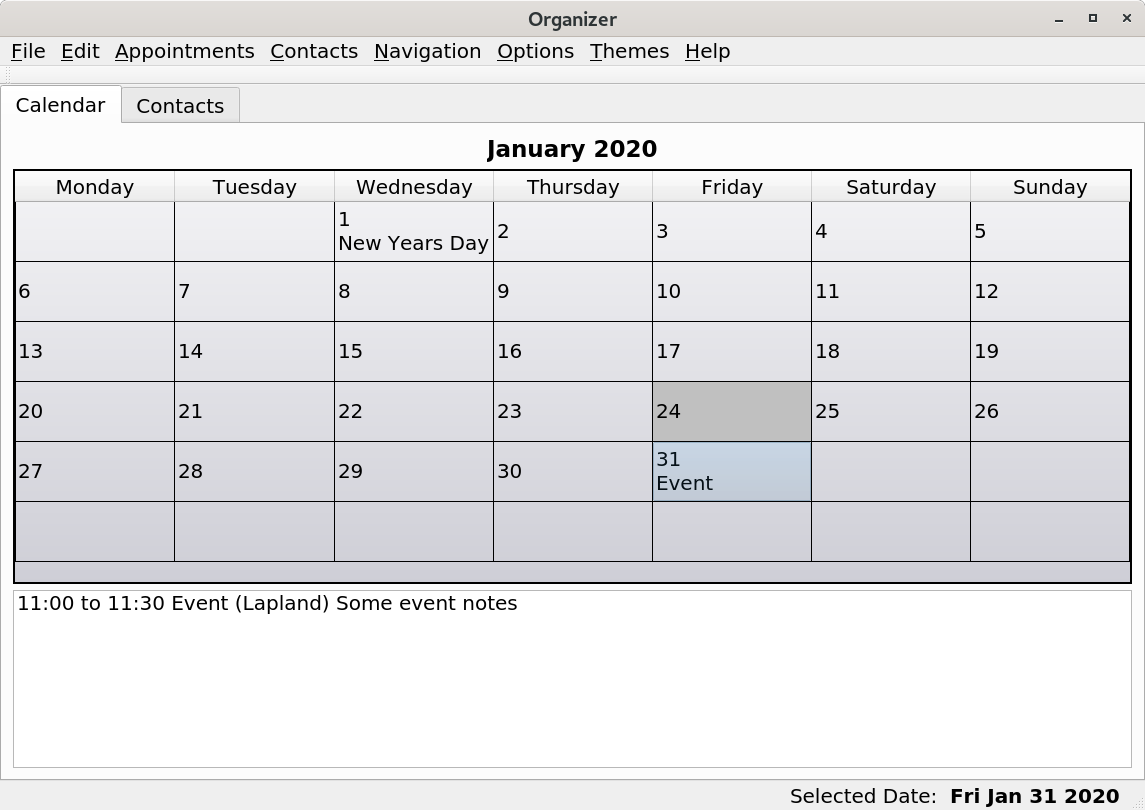 Organizer
File Edit Appointments Contacts Navigation Options Themes Help
Calendar Contacts
January 2020
Monday Tuesday Wednesday Thursday Friday Saturday Sunday
1 2 3 4 5
New Years Day
6 7 8 9 10 11 12
13 14 15 16 17 18 19
20 21 22 23 24 25 26
27 28 29 30 31
Event
11:00 to 11:30 Event (Lapland) Some event notes
Selected Date: Fri Jan 31 2020